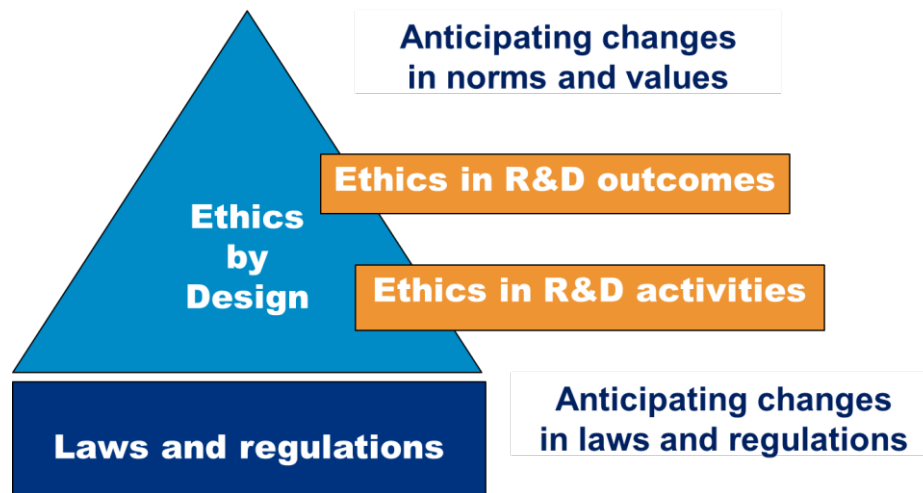 Anticipating changes
in norms and values
Ethics in R&D outcomes
Ethics
by
Design
Ethics in R&D activities
Laws and regulations
Anticipating changes
in laws and regulations